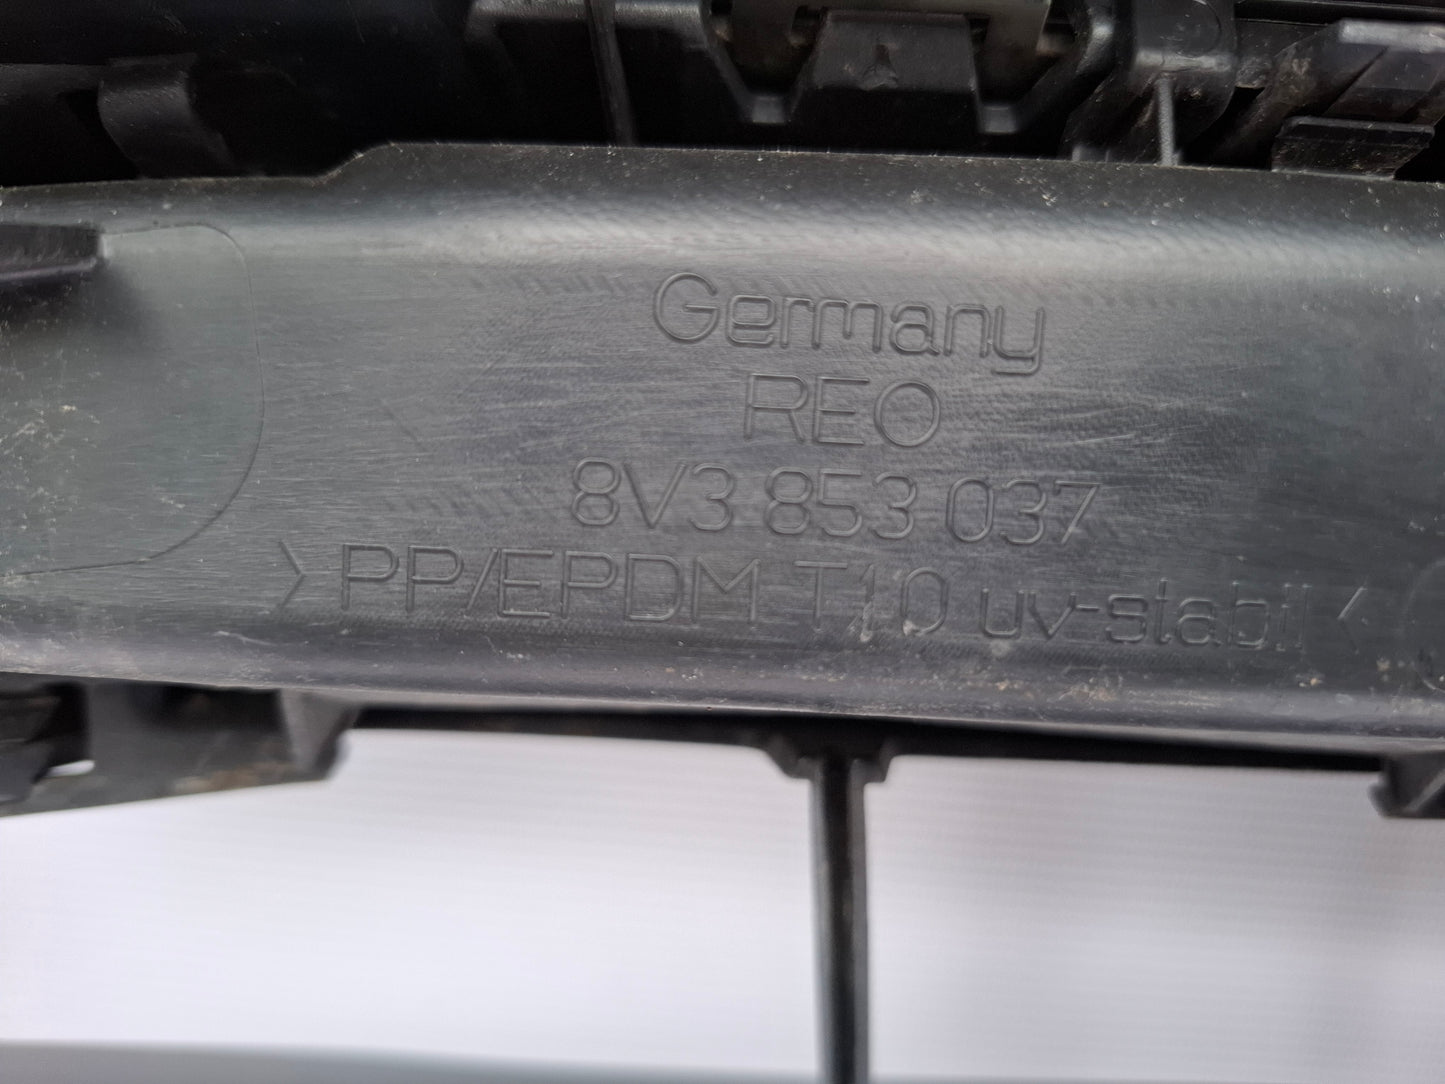 Germany
REO
8V3 853 037
>PP/EPDM T10 uv-stabil<